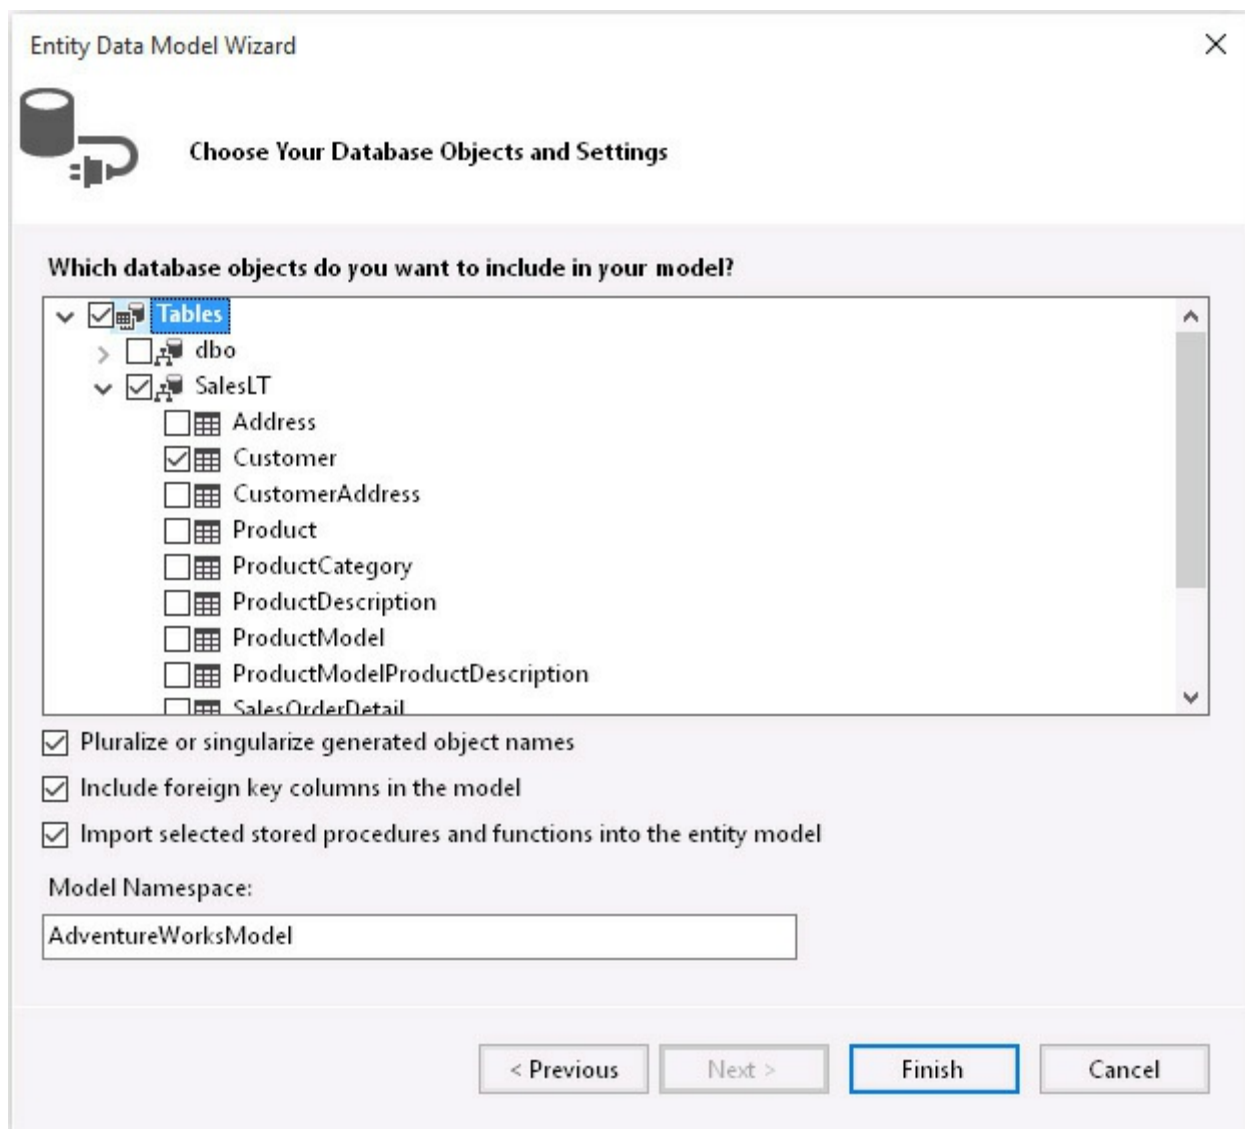 Entity Data Model Wizard
Choose Your Database Objects and Settings
Which database objects do you want to include in your model?
Tables
dbo
SalesLT
Address
Customer
CustomerAddress
Product
ProductCategory
ProductDescription
ProductModel
ProductModelProductDescription
SalesOrderDetail
Pluralize or singularize generated object names
Include foreign key columns in the model
Import selected stored procedures and functions into the entity model
Model Namespace:
AdventureWorksModel
< Previous
Next >
Finish
Cancel